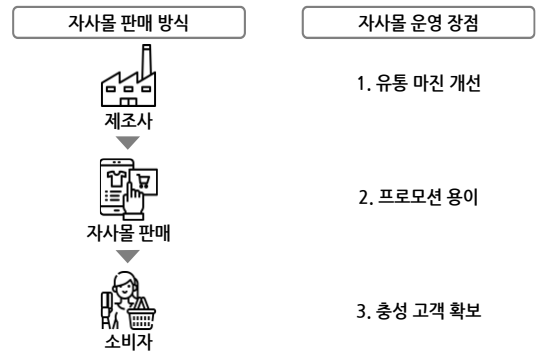 자사몰 판매 방식
자사몰 운영 장점
제조사
1. 유통 마진 개선
자사몰 판매
2. 프로모션 용이
소비자
3. 충성 고객 확보